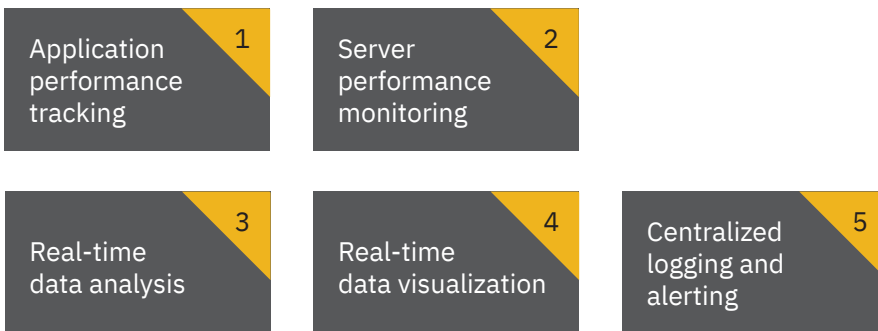 Application
performance
tracking
1
Server
performance
monitoring
2
Real-time
data analysis
3
Real-time
data visualization
4
Centralized
logging and
alerting
5